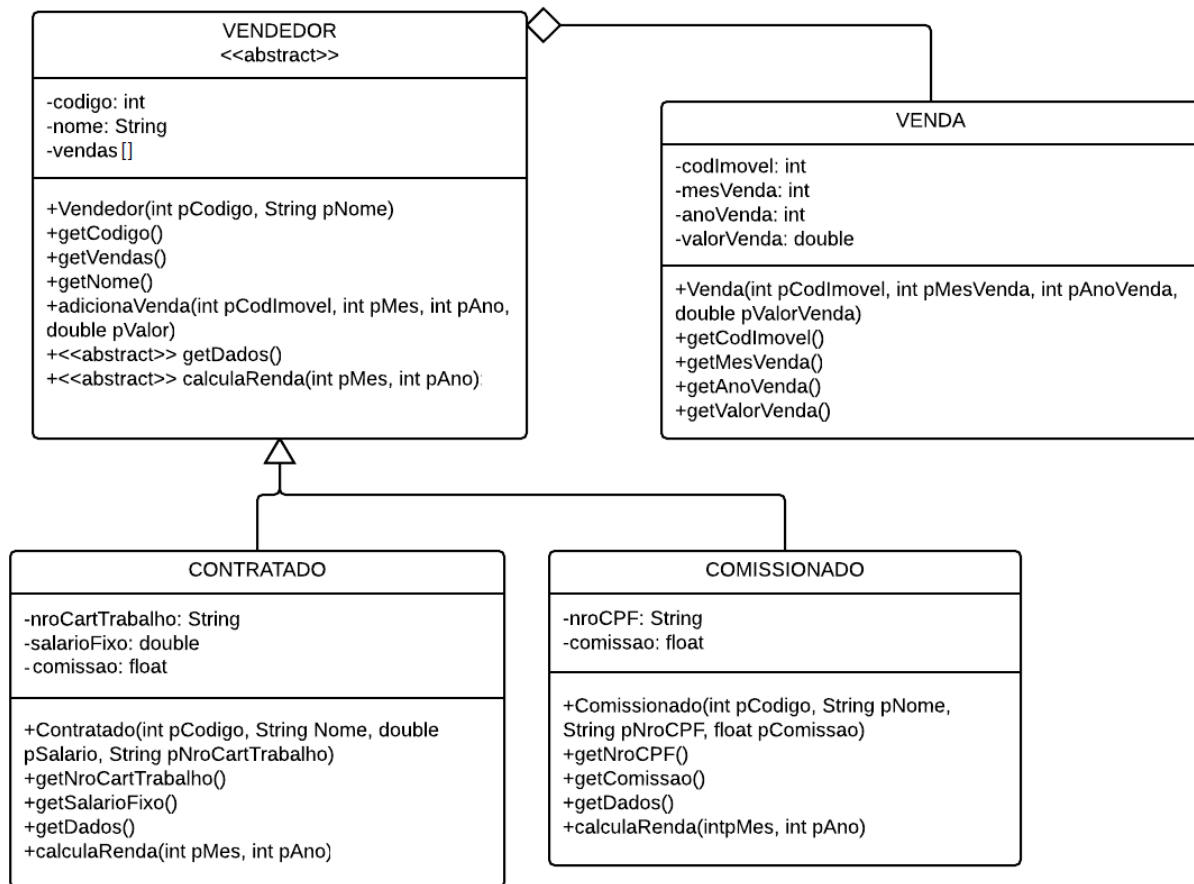 VENDEDOR
<<abstract>>
-codigo: int
-nome: String
-vendas[]
+Vendedor(int pCodigo, String pNome)
+getCodigo()
+getVendas()
+getNome()
+adicionaVenda(int pCodImovel, int pMes, int pAno,
double pValor)
+<<abstract>> getDados()
+<<abstract>> calculaRenda(int pMes, int pAno):
VENDA
-codImovel: int
-mesVenda: int
-anoVenda: int
-valorVenda: double
+Venda(int pCodImovel, int pMesVenda, int pAnoVenda,
double pValorVenda)
+getCodImovel()
+getMesVenda()
+getAnoVenda()
+getValorVenda()
CONTRATADO
-nroCartTrabalho: String
-salarioFixo: double
-comissao: float
+Contratado(int pCodigo, String Nome, double
pSalario, String pNroCartTrabalho)
+getNroCartTrabalho()
+getSalarioFixo()
+getDados()
+calculaRenda(int pMes, int pAno)
COMISSIONADO
-nroCPF: String
-comissao: float
+Comissionado(int pCodigo, String pNome,
String pNroCPF, float pComissao)
+getNroCPF()
+getComissao()
+getDados()
+calculaRenda(intpMes, int pAno)